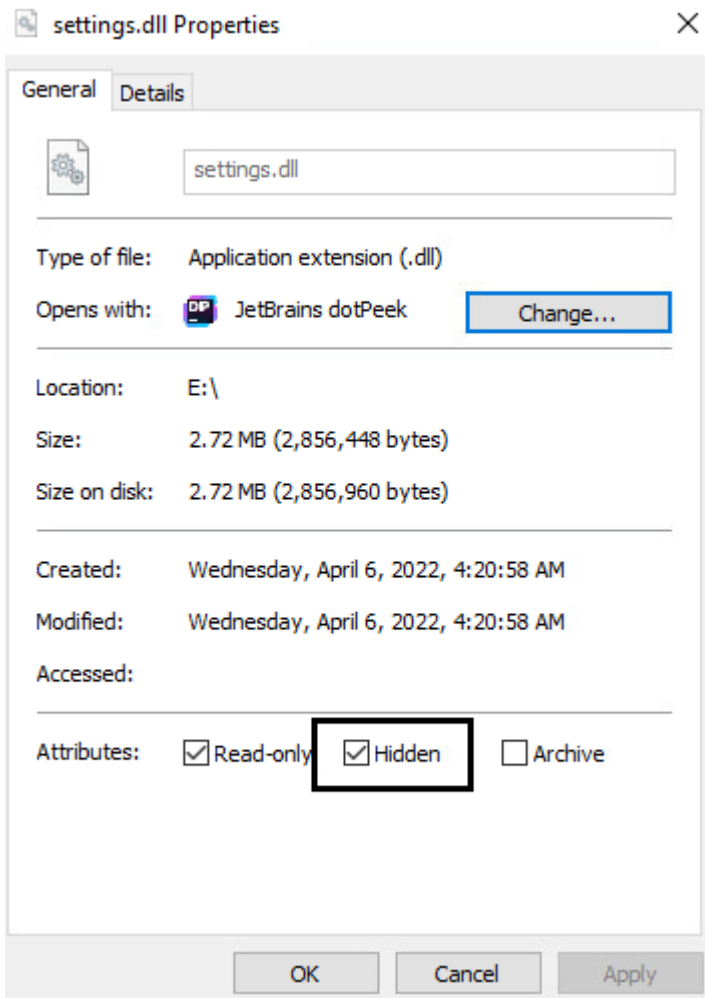 settings.dll Properties
General Details
settings.dll
Type of file: Application extension (.dll)
Opens with: DP JetBrains dotPeek Change...
Location: E:\
Size: 2.72 MB (2,856,448 bytes)
Size on disk: 2.72 MB (2,856,960 bytes)
Created: Wednesday, April 6, 2022, 4:20:58 AM
Modified: Wednesday, April 6, 2022, 4:20:58 AM
Accessed:
Attributes: Read-only Hidden Archive
OK Cancel Apply